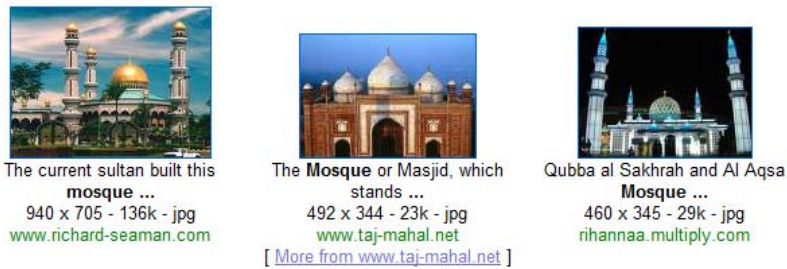 The current sultan built this
mosque ...
940 x 705 - 136k - jpg
www.richard-seaman.com
The Mosque or Masjid, which
stands ...
492 x 344 - 23k - jpg
www.taj-mahal.net
[ More from www.taj-mahal.net ]
Qubba al Sakhrah and Al Aqsa
Mosque ...
460 x 345 - 29k - jpg
rihannaa.multiply.com